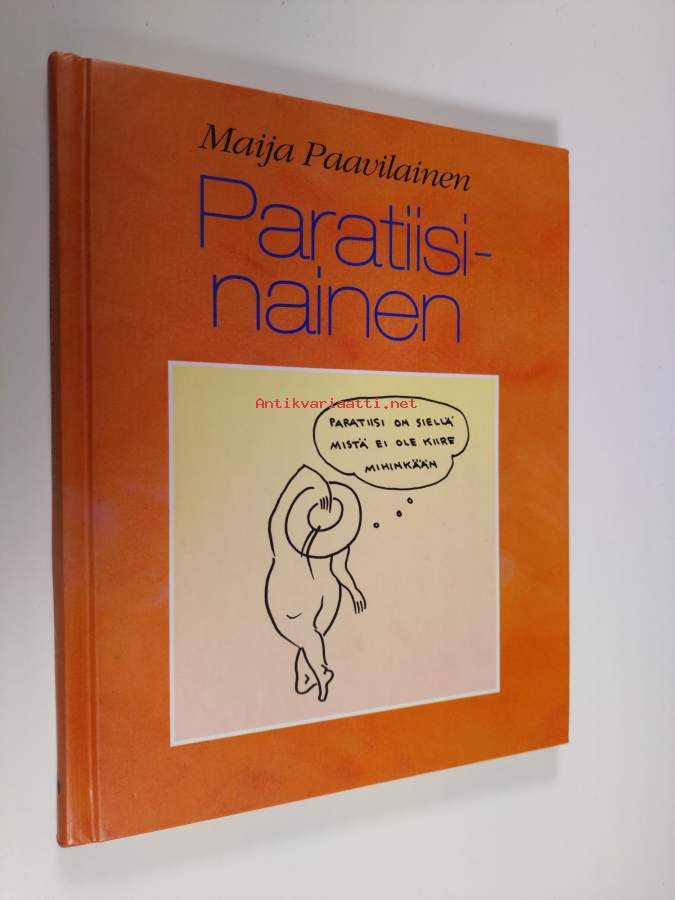 Maija Paavilainen
Paratiisi-
nainen
Antikvariaatti.net
PARATIISI ON SIELLÄ
MISTÄ EI OLE KIIRE
MIHINKÄÄN